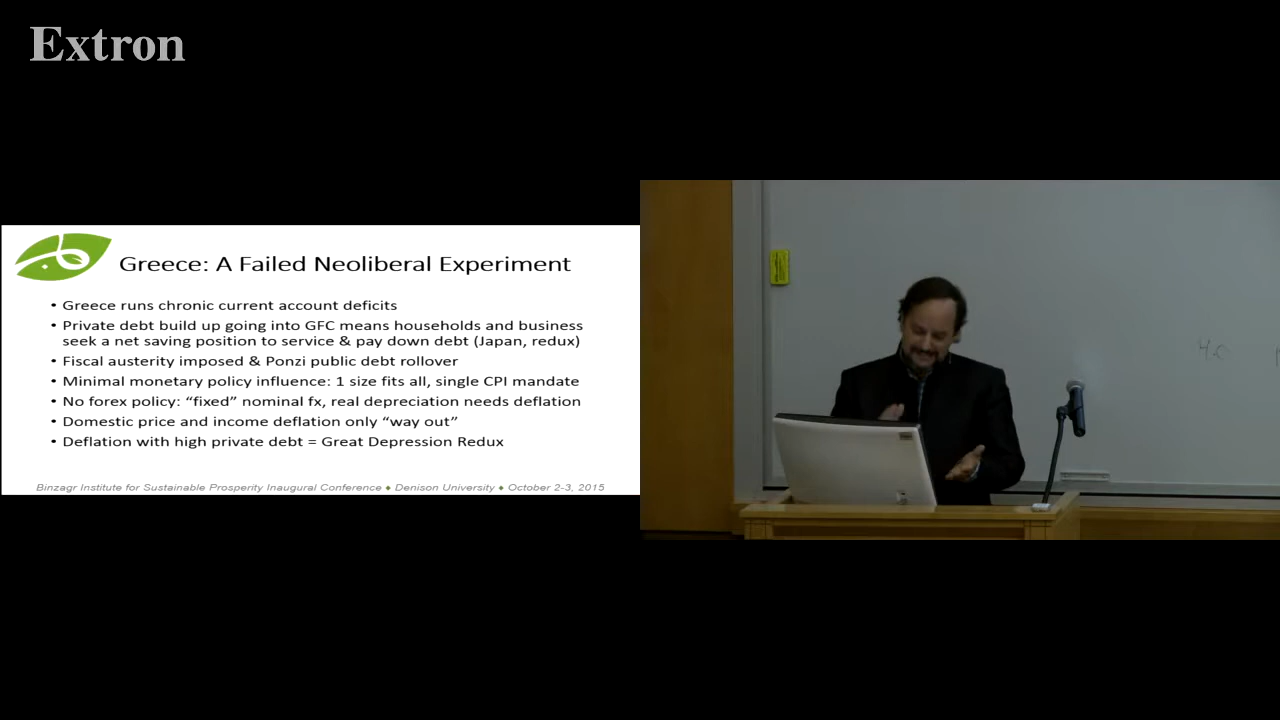 Extron
Greece: A Failed Neoliberal Experiment
• Greece runs chronic current account deficits
• Private debt build up going into GFC means households and business
seek a net saving position to service & pay down debt (Japan, redux)
• Fiscal austerity imposed & Ponzi public debt rollover
• Minimal monetary policy influence: 1 size fits all, single CPI mandate
• No forex policy: “fixed” nominal fx, real depreciation needs deflation
• Domestic price and income deflation only “way out”
• Deflation with high private debt = Great Depression Redux
Binzagr Institute for Sustainable Prosperity Inaugural Conference ♦ Denison University ♦ October 2-3, 2015